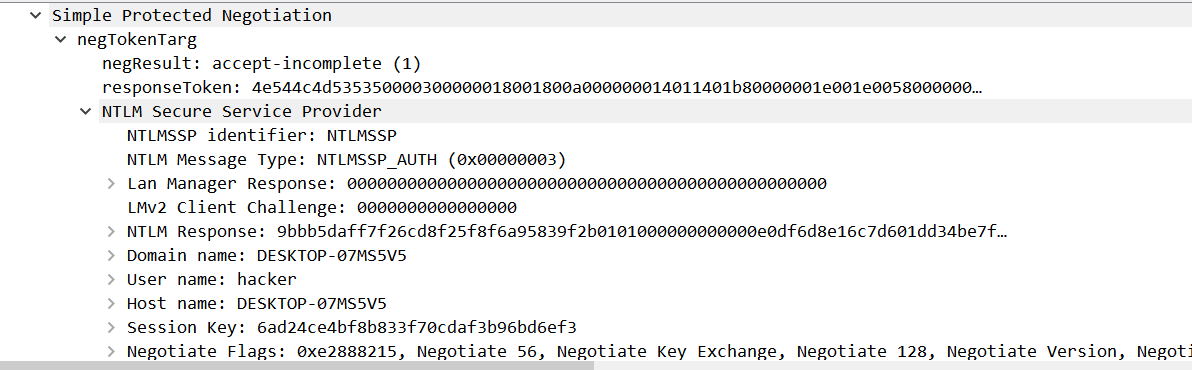 Simple Protected Negotiation
negTokenTarg
negResult: accept-incomplete (1)
responseToken: 4e544c4d535350000300000018001800a000000014011401b80000001e001e0058000000…
NTLM Secure Service Provider
NTLMSSP identifier: NTLMSSP
NTLM Message Type: NTLMSSP_AUTH (0x00000003)
Lan Manager Response: 000000000000000000000000000000000000000000000000
LMv2 Client Challenge: 0000000000000000
NTLM Response: 9bbb5daff7f26cd8f25f8f6a95839f2b0101000000000000e0df6d8e16c7d601dd34be7f…
Domain name: DESKTOP-07MS5V5
User name: hacker
Host name: DESKTOP-07MS5V5
Session Key: 6ad24ce4bf8b833f70cdaf3b96bd6ef3
Negotiate Flags: 0xe2888215, Negotiate 56, Negotiate Key Exchange, Negotiate 128, Negotiate Version, Negoti